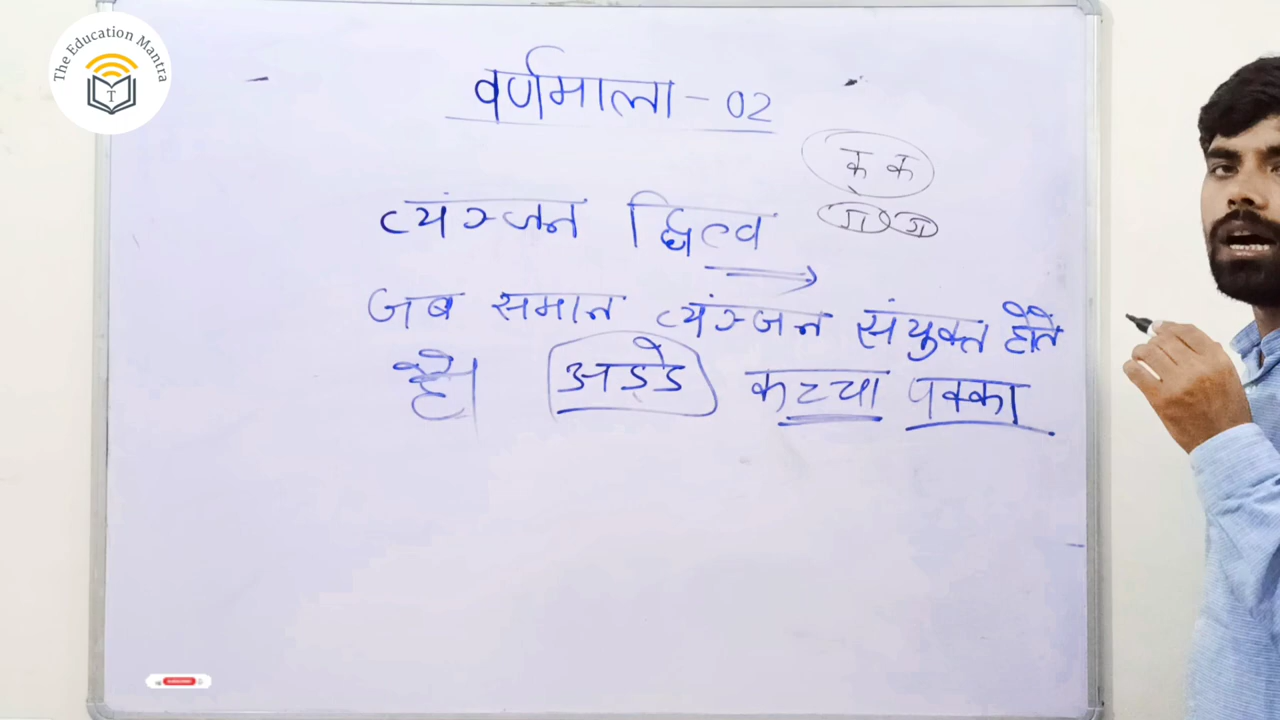 The Education Mantra
T
वर्णमाला - 02
क् क
व्यंञ्जन द्वित्व
ज ज
जब समान व्यंञ्जन संयुक्त होते
है। अड्डे कच्चा पक्का